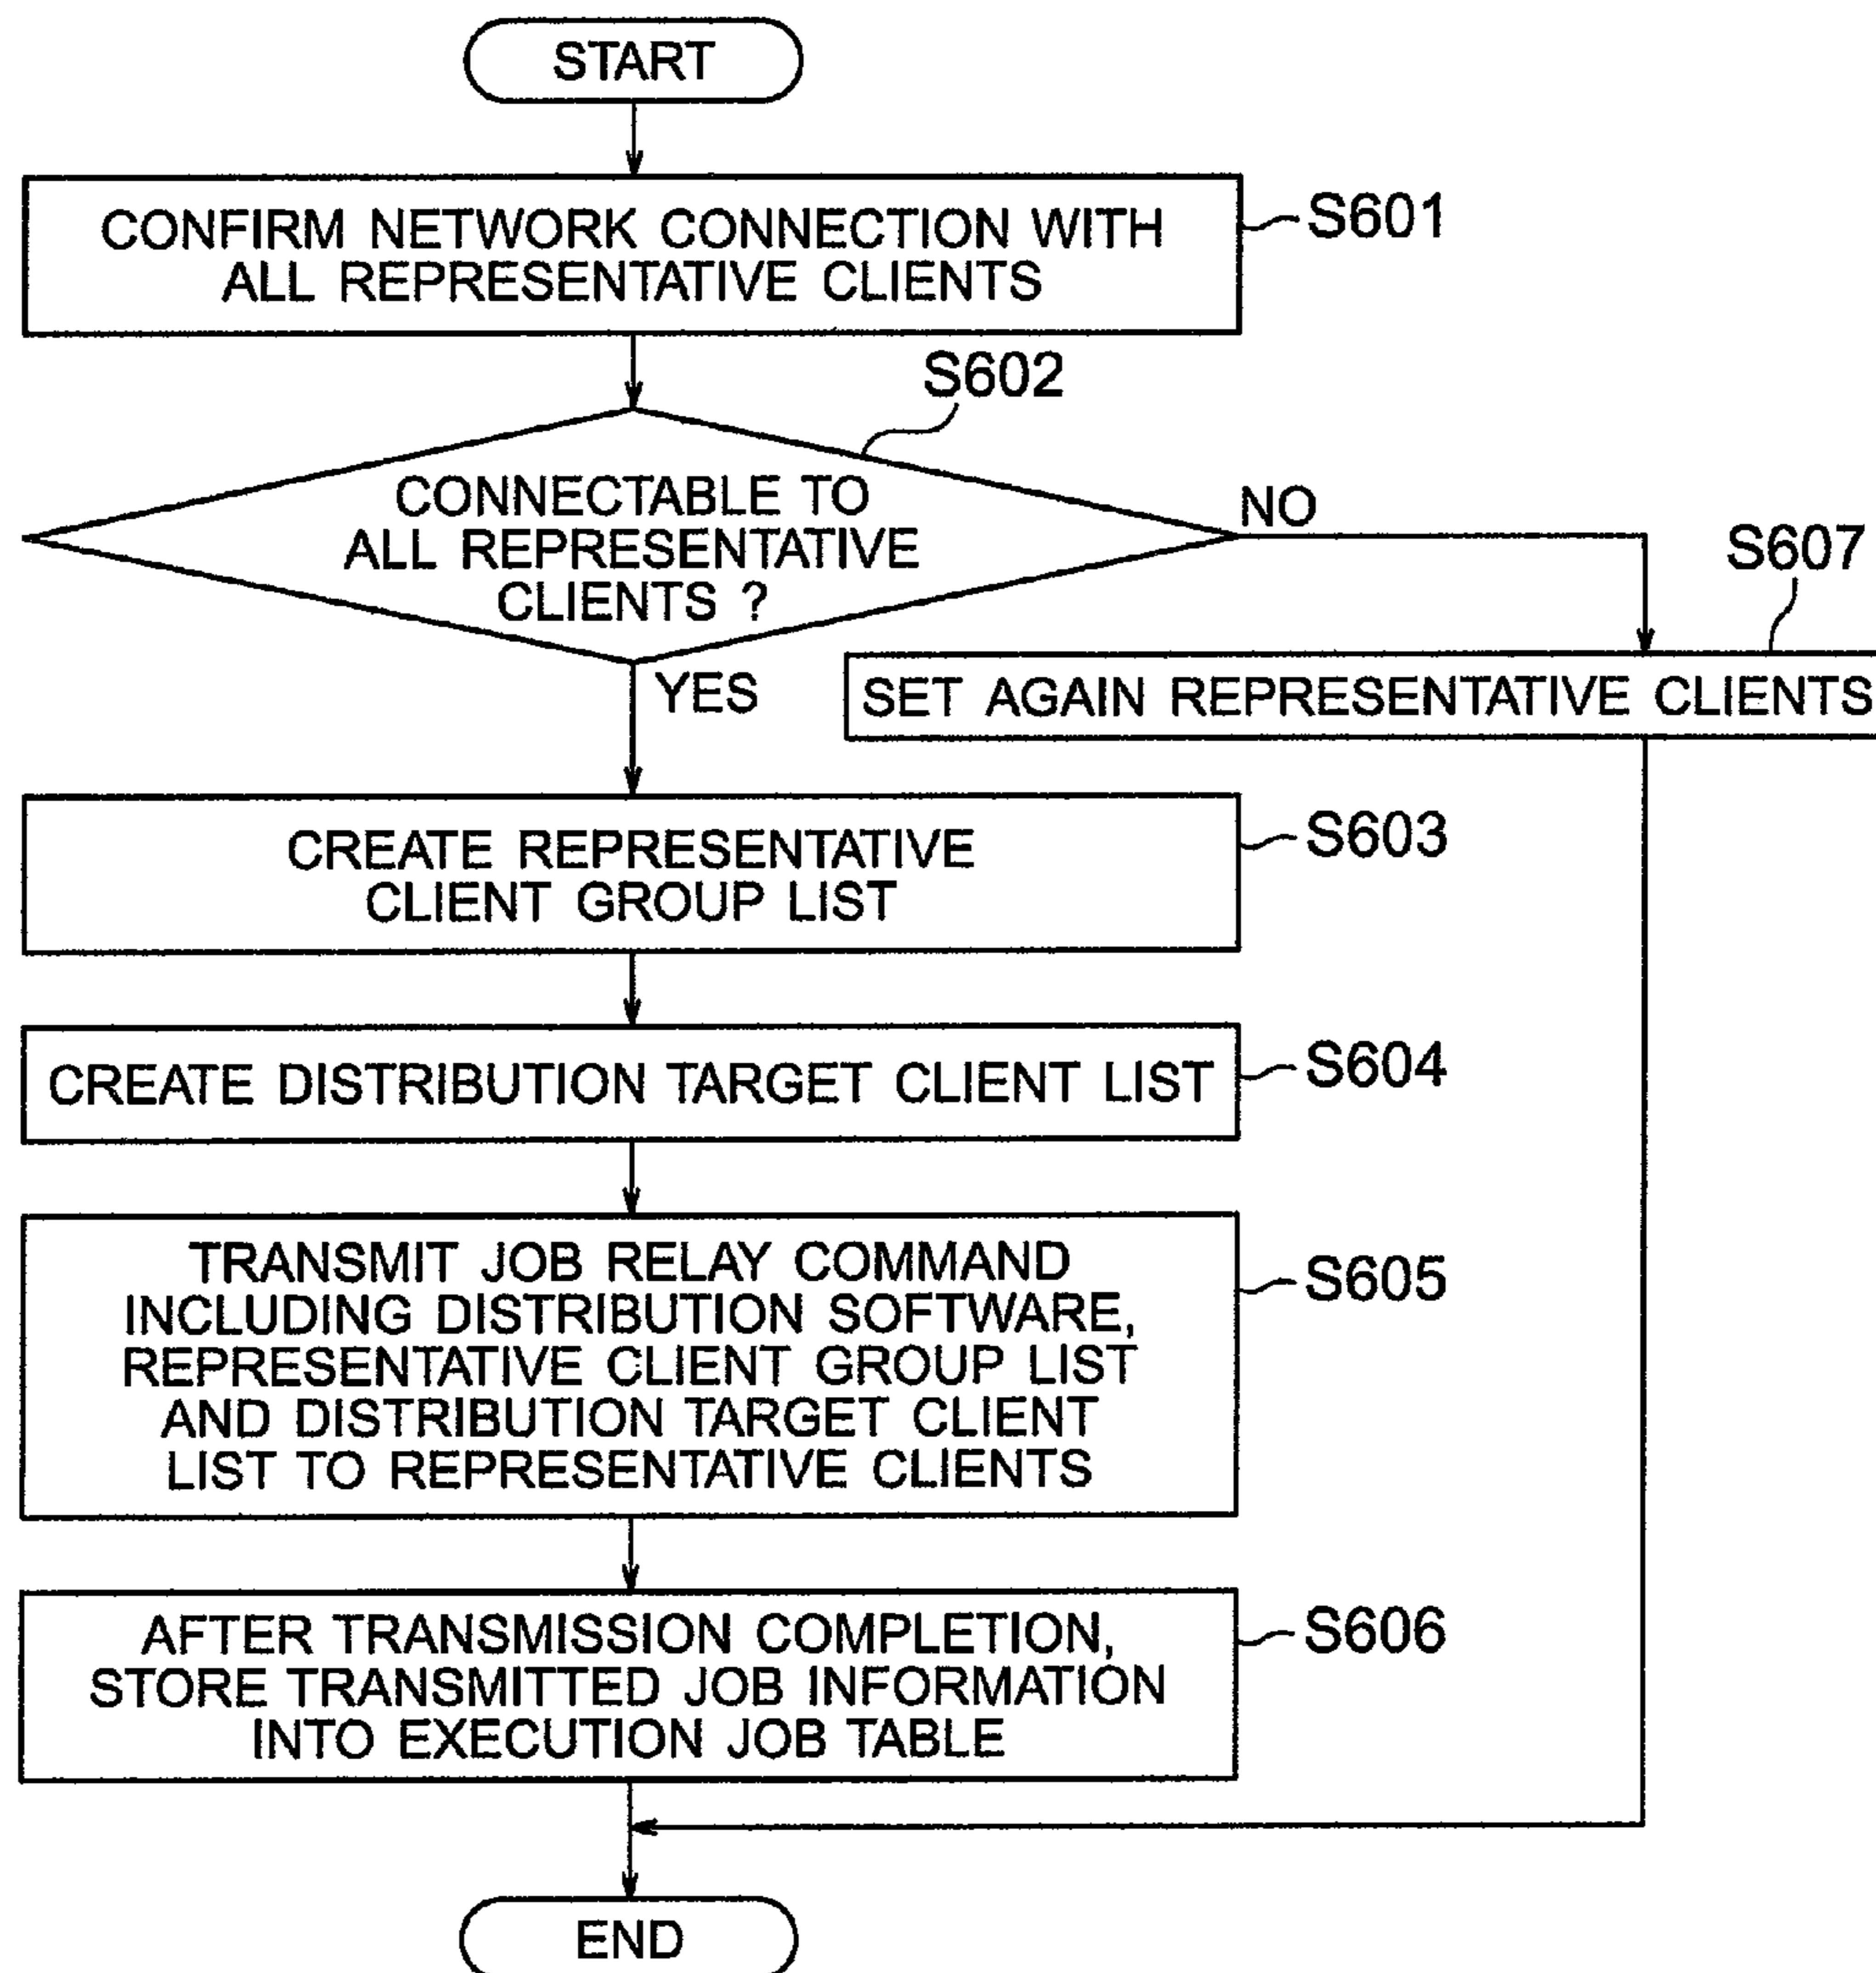 START
CONFIRM NETWORK CONNECTION WITH
ALL REPRESENTATIVE CLIENTS
S601
S602
CONNECTABLE TO
ALL REPRESENTATIVE
CLIENTS ?
NO
S607
YES
SET AGAIN REPRESENTATIVE CLIENTS
CREATE REPRESENTATIVE
CLIENT GROUP LIST
S603
CREATE DISTRIBUTION TARGET CLIENT LIST
S604
TRANSMIT JOB RELAY COMMAND
INCLUDING DISTRIBUTION SOFTWARE,
REPRESENTATIVE CLIENT GROUP LIST
AND DISTRIBUTION TARGET CLIENT
LIST TO REPRESENTATIVE CLIENTS
S605
AFTER TRANSMISSION COMPLETION,
STORE TRANSMITTED JOB INFORMATION
INTO EXECUTION JOB TABLE
S606
END